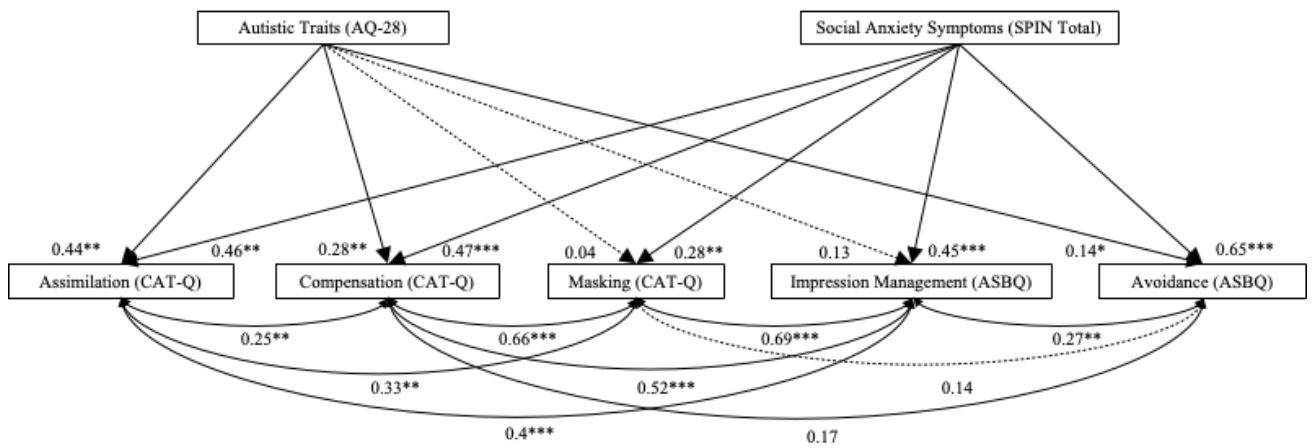 Autistic Traits (AQ-28)
Social Anxiety Symptoms (SPIN Total)
0.44**
0.46**
0.28**
0.47***
0.04
0.28**
0.13
0.45***
0.14*
0.65***
Assimilation (CAT-Q)
Compensation (CAT-Q)
Masking (CAT-Q)
Impression Management (ASBQ)
Avoidance (ASBQ)
0.25**
0.66***
0.69***
0.27**
0.33**
0.52***
0.14
0.4***
0.17